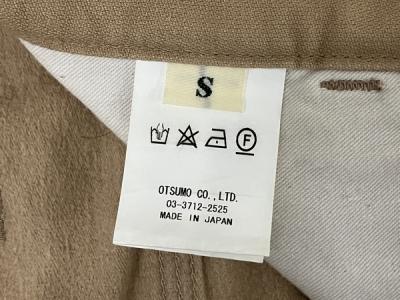 S
F
OTSUMO CO.,LTD.
03-3712-2525
MADE IN JAPAN